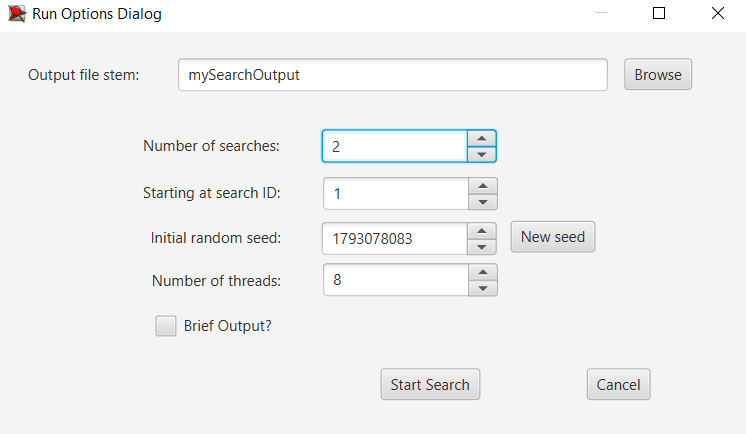 Run Options Dialog
Output file stem: mySearchOutput Browse
Number of searches: 2
Starting at search ID: 1
Initial random seed: 1793078083 New seed
Number of threads: 8
Brief Output?
Start Search Cancel